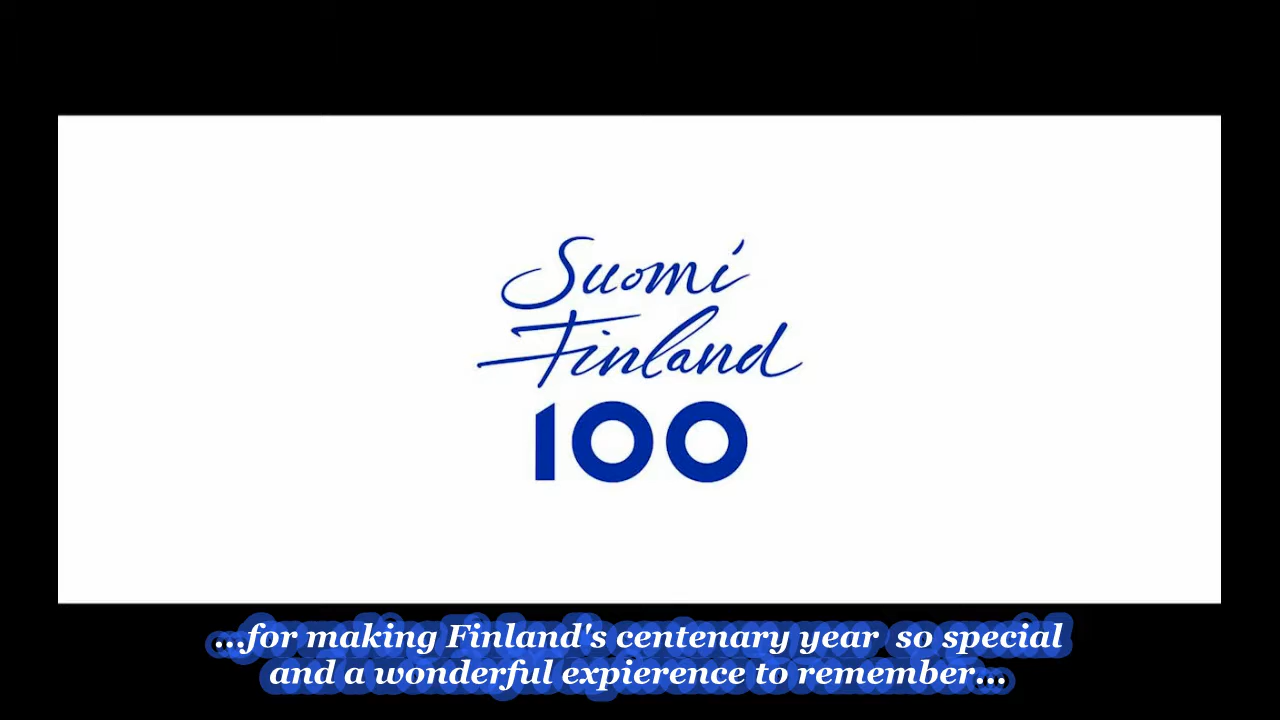 Suomi
Finland
100
...for making Finland's centenary year  so special
and a wonderful expierence to remember...